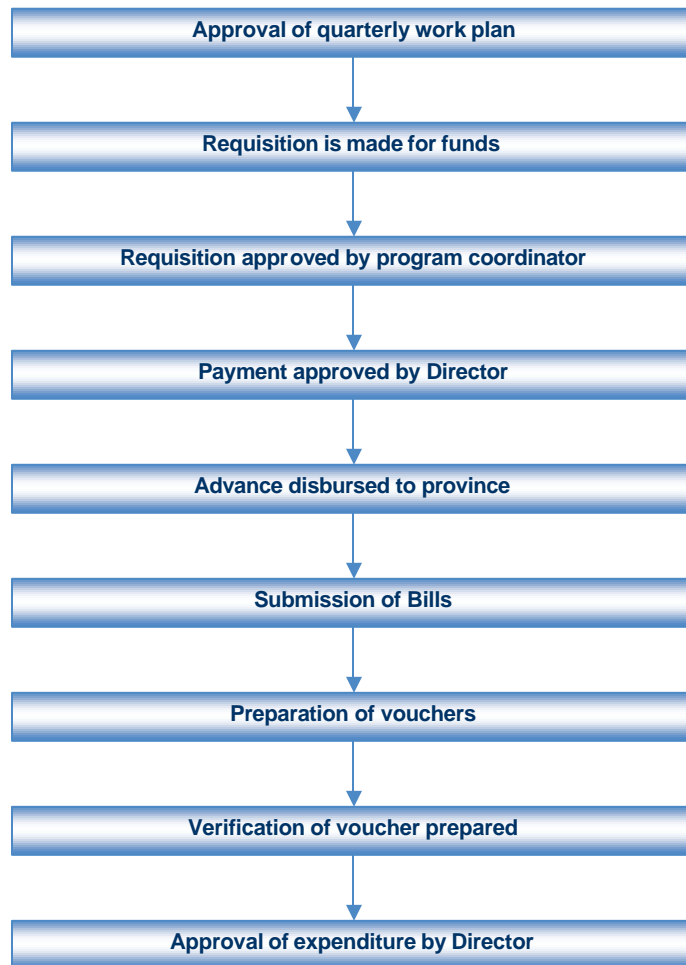 Approval of quarterly work plan
Requisition is made for funds
Requisition approved by program coordinator
Payment approved by Director
Advance disbursed to province
Submission of Bills
Preparation of vouchers
Verification of voucher prepared
Approval of expenditure by Director